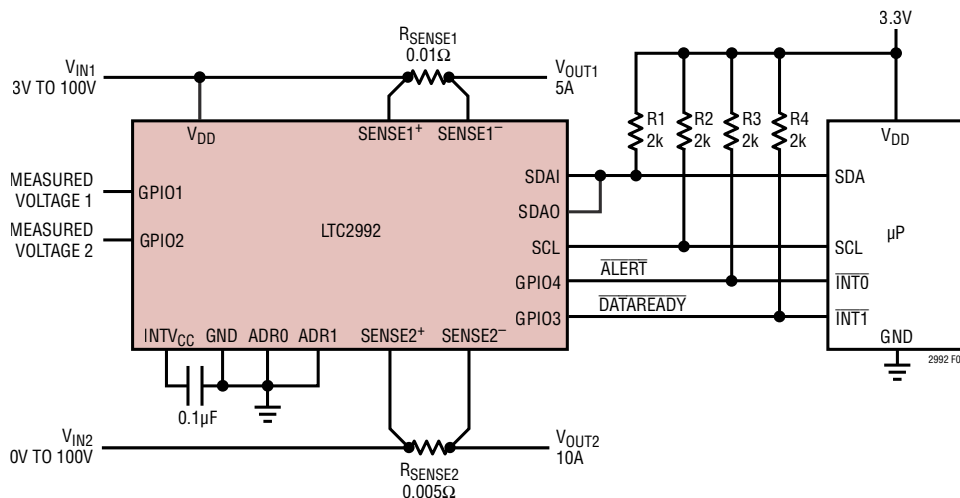 3.3V
RSENSE1
0.01Ω
VIN1
3V TO 100V
VOUT1
5A
R1
2k
R2
2k
R3
2k
R4
2k
VDD
SENSE1+
SENSE1–
VDD
MEASURED
VOLTAGE 1
GPIO1
SDAI
SDA
SDAO
MEASURED
VOLTAGE 2
GPIO2
LTC2992
SCL
SCL
µP
GPIO4
ALERT
INT0
GPIO3
DATAREADY
INT1
INTVCC
GND
ADR0
ADR1
SENSE2+
SENSE2–
GND
2992 F0
0.1µF
VIN2
0V TO 100V
VOUT2
10A
RSENSE2
0.005Ω